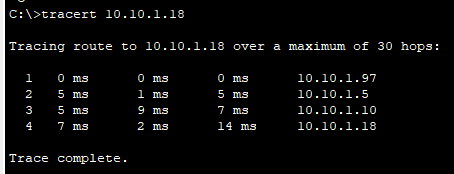 C:\>tracert 10.10.1.18
Tracing route to 10.10.1.18 over a maximum of 30 hops:
1 0 ms 0 ms 0 ms 10.10.1.97
2 5 ms 1 ms 5 ms 10.10.1.5
3 5 ms 9 ms 7 ms 10.10.1.10
4 7 ms 2 ms 14 ms 10.10.1.18
Trace complete.